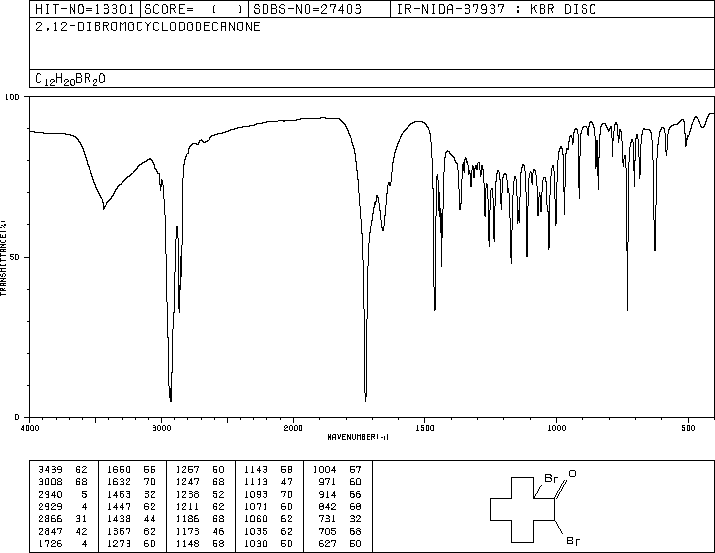 HIT-NO=13301 SCORE= ( ) SDBS-NO=27403 IR-NIDA-37937 : KBR DISC
2,12-DIBROMOCYCLODODECANONE
C12H20BR2O
100
50
0
TRANSMITTANCE(%)
4000 3000 2000 1500 1000 500
WAVENUMBER(-1)
3439 62 1660 56 1257 50 1143 58 1004 57
3008 68 1632 70 1247 68 1113 47 971 60
2940 5 1463 32 1238 52 1093 70 914 66
2929 4 1447 62 1211 62 1071 60 842 68
2866 31 1438 44 1186 68 1060 62 731 32
2847 42 1367 62 1173 46 1035 62 705 58
1726 4 1273 60 1148 58 1030 50 627 50
Br
O
Br